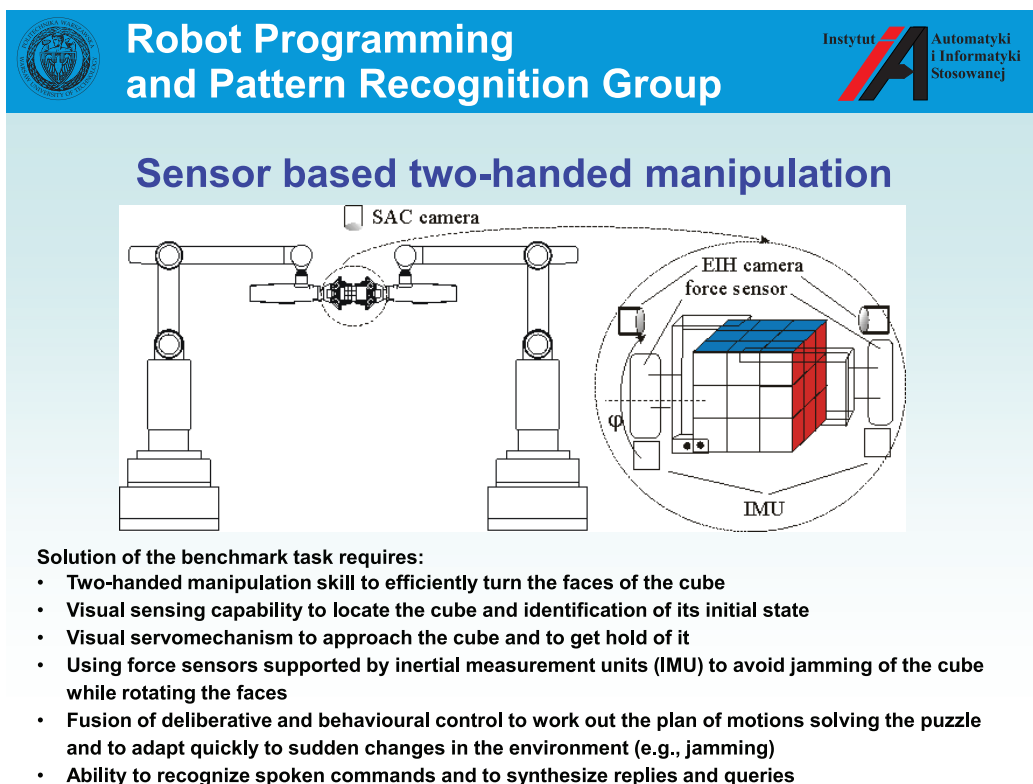 POLITECHNIKA WARSZAWSKA
WARSAW UNIVERSITY OF TECHNOLOGY
Robot Programming
and Pattern Recognition Group
Instytut
Automatyki
i Informatyki
Stosowanej
Sensor based two-handed manipulation
SAC camera
EIH camera
force sensor
φ
IMU
Solution of the benchmark task requires:
• Two-handed manipulation skill to efficiently turn the faces of the cube
• Visual sensing capability to locate the cube and identification of its initial state
• Visual servomechanism to approach the cube and to get hold of it
• Using force sensors supported by inertial measurement units (IMU) to avoid jamming of the cube
while rotating the faces
• Fusion of deliberative and behavioural control to work out the plan of motions solving the puzzle
and to adapt quickly to sudden changes in the environment (e.g., jamming)
• Ability to recognize spoken commands and to synthesize replies and queries